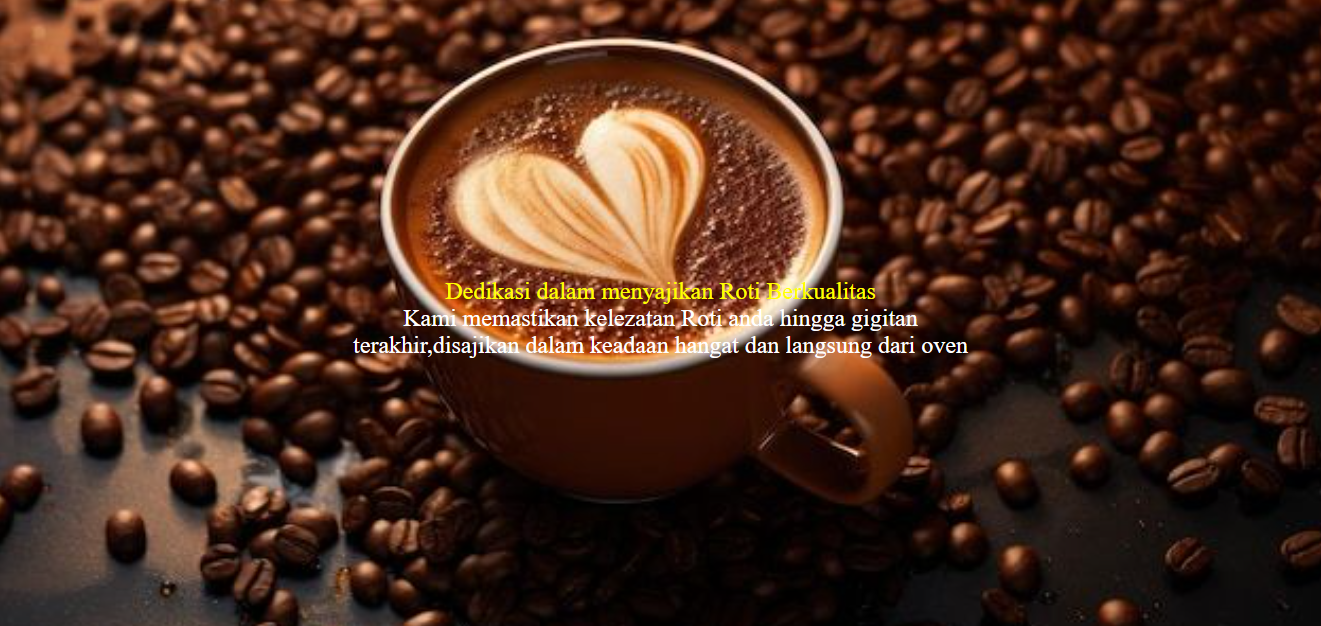 Dedikasi dalam menyajikan Roti Berkualitas
Kami memastikan kelezatan Roti anda hingga gigitan
terakhir,disajikan dalam keadaan hangat dan langsung dari oven